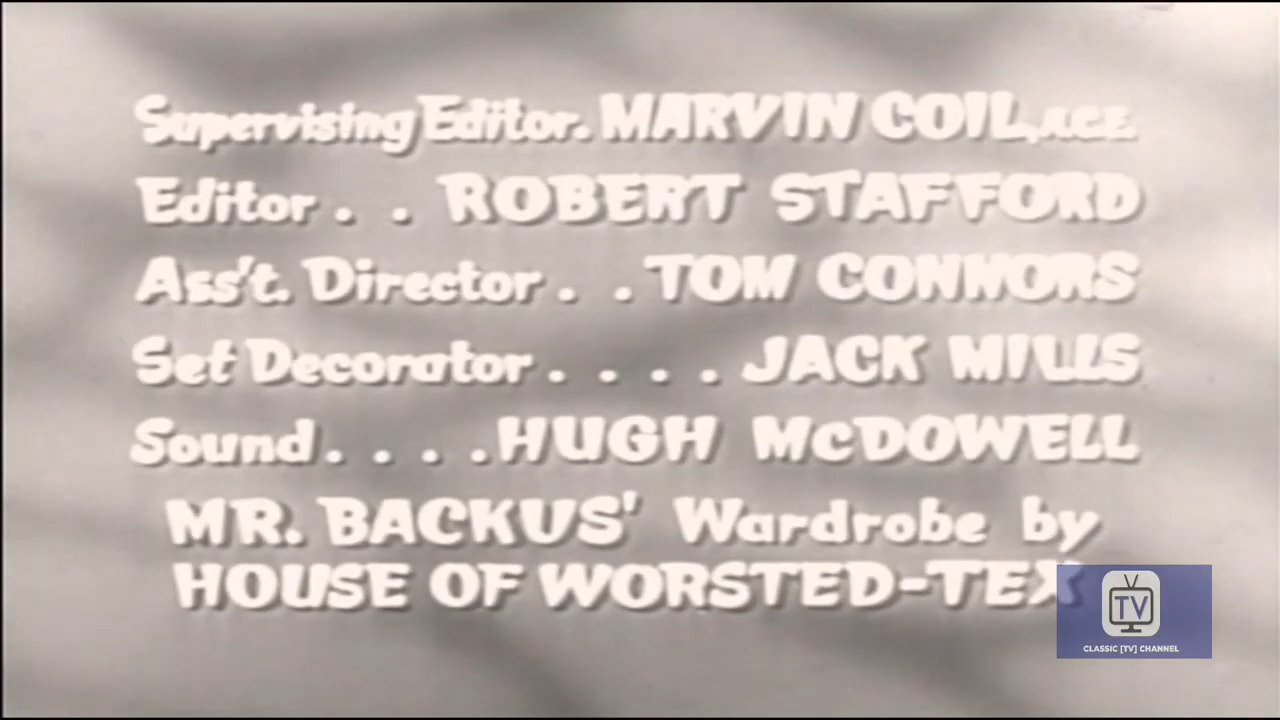 Supervising Editor. MARVIN COIL, A.C.E.
Editor . . ROBERT STAFFORD
Ass't. Director . . TOM CONNORS
Set Decorator . . . . JACK MILLS
Sound . . . . HUGH McDOWELL
MR. BACKUS' Wardrobe by
HOUSE OF WORSTED-TEX
TV
CLASSIC [TV] CHANNEL